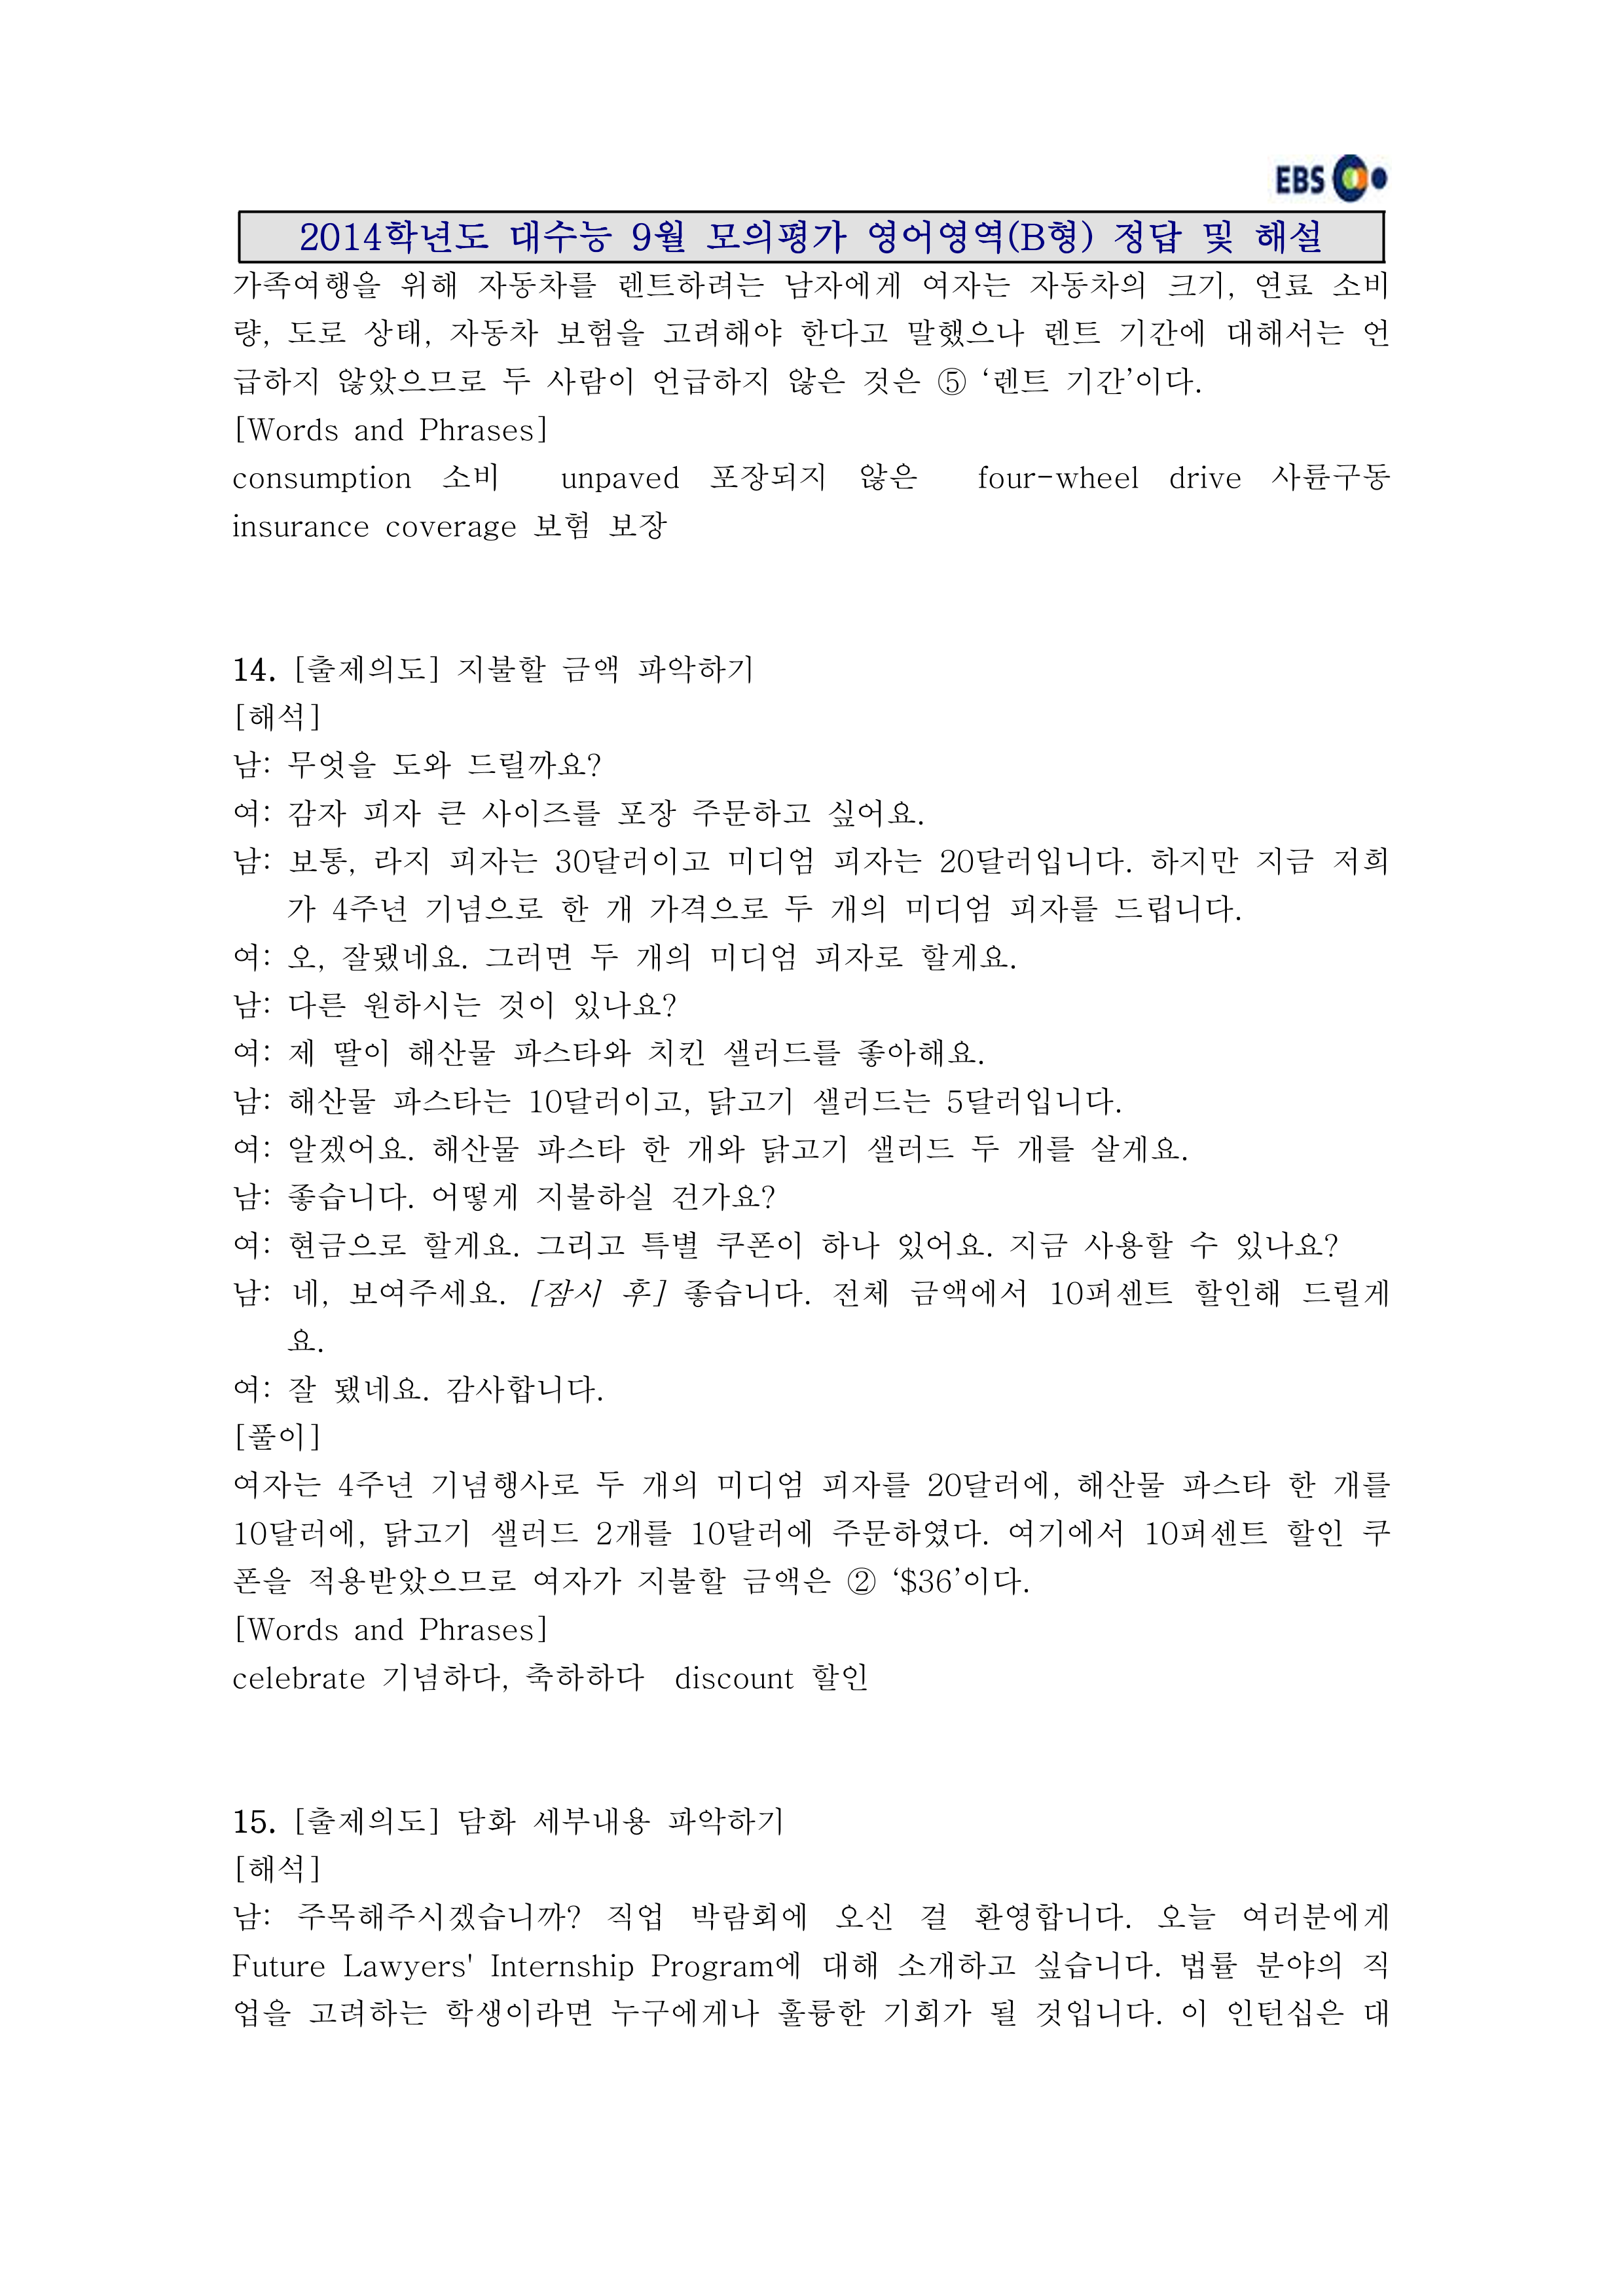 EBS
2014학년도 대수능 9월 모의평가 영어영역(B형) 정답 및 해설
가족여행을 위해 자동차를 렌트하려는 남자에게 여자는 자동차의 크기, 연료 소비
량, 도로 상태, 자동차 보험을 고려해야 한다고 말했으나 렌트 기간에 대해서는 언
급하지 않았으므로 두 사람이 언급하지 않은 것은 ⑤ ‘렌트 기간’이다.
[Words and Phrases]
consumption 소비 unpaved 포장되지 않은 four-wheel drive 사륜구동
insurance coverage 보험 보장
14. [출제의도] 지불할 금액 파악하기
[해석]
남: 무엇을 도와 드릴까요?
여: 감자 피자 큰 사이즈를 포장 주문하고 싶어요.
남: 보통, 라지 피자는 30달러이고 미디엄 피자는 20달러입니다. 하지만 지금 저희
가 4주년 기념으로 한 개 가격으로 두 개의 미디엄 피자를 드립니다.
여: 오, 잘됐네요. 그러면 두 개의 미디엄 피자로 할게요.
남: 다른 원하시는 것이 있나요?
여: 제 딸이 해산물 파스타와 치킨 샐러드를 좋아해요.
남: 해산물 파스타는 10달러이고, 닭고기 샐러드는 5달러입니다.
여: 알겠어요. 해산물 파스타 한 개와 닭고기 샐러드 두 개를 살게요.
남: 좋습니다. 어떻게 지불하실 건가요?
여: 현금으로 할게요. 그리고 특별 쿠폰이 하나 있어요. 지금 사용할 수 있나요?
남: 네, 보여주세요. [잠시 후] 좋습니다. 전체 금액에서 10퍼센트 할인해 드릴게
요.
여: 잘 됐네요. 감사합니다.
[풀이]
여자는 4주년 기념행사로 두 개의 미디엄 피자를 20달러에, 해산물 파스타 한 개를
10달러에, 닭고기 샐러드 2개를 10달러에 주문하였다. 여기에서 10퍼센트 할인 쿠
폰을 적용받았으므로 여자가 지불할 금액은 ② ‘$36’이다.
[Words and Phrases]
celebrate 기념하다, 축하하다 discount 할인
15. [출제의도] 담화 세부내용 파악하기
[해석]
남: 주목해주시겠습니까? 직업 박람회에 오신 걸 환영합니다. 오늘 여러분에게
Future Lawyers' Internship Program에 대해 소개하고 싶습니다. 법률 분야의 직
업을 고려하는 학생이라면 누구에게나 훌륭한 기회가 될 것입니다. 이 인턴십은 대